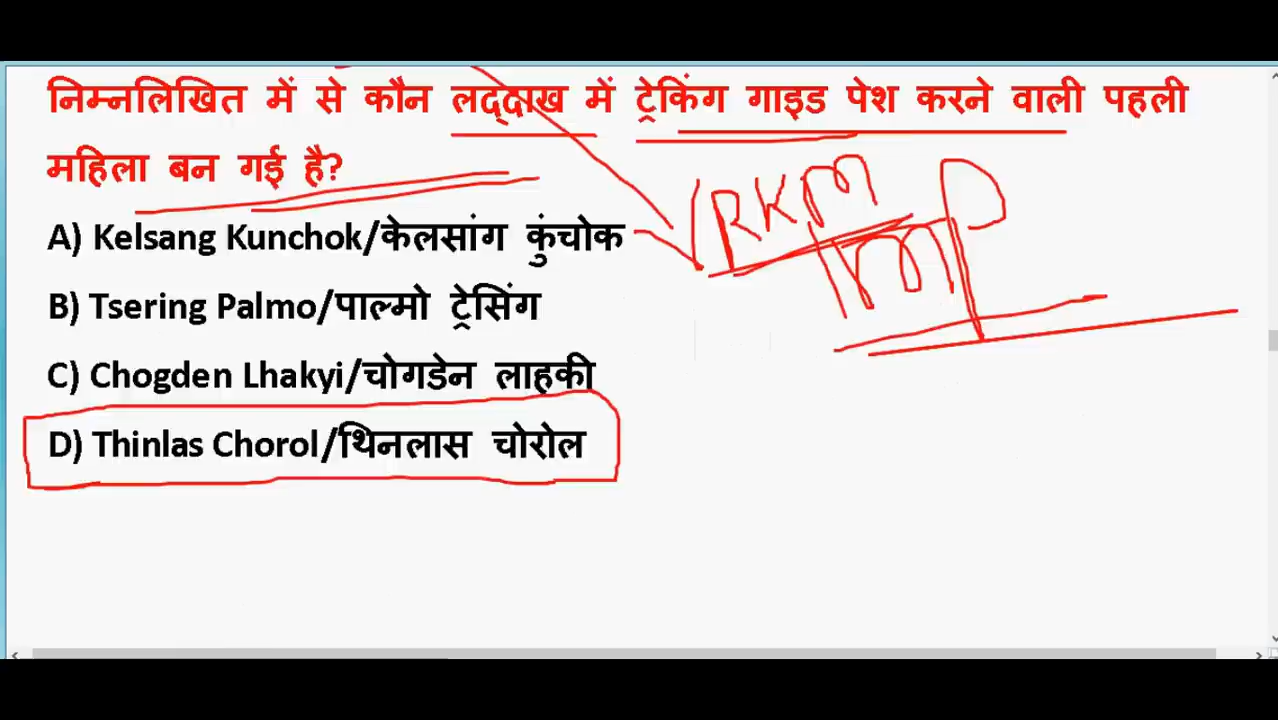 निम्नलिखित में से कौन लद्दाख में ट्रेकिंग गाइड पेश करने वाली पहली
महिला बन गई है?
A) Kelsang Kunchok/केलसांग कुंचोक
B) Tsering Palmo/पाल्मो ट्रेसिंग
C) Chogden Lhakyi/चोगडेन लाहकी
D) Thinlas Chorol/थिनलास चोरोल
RKM